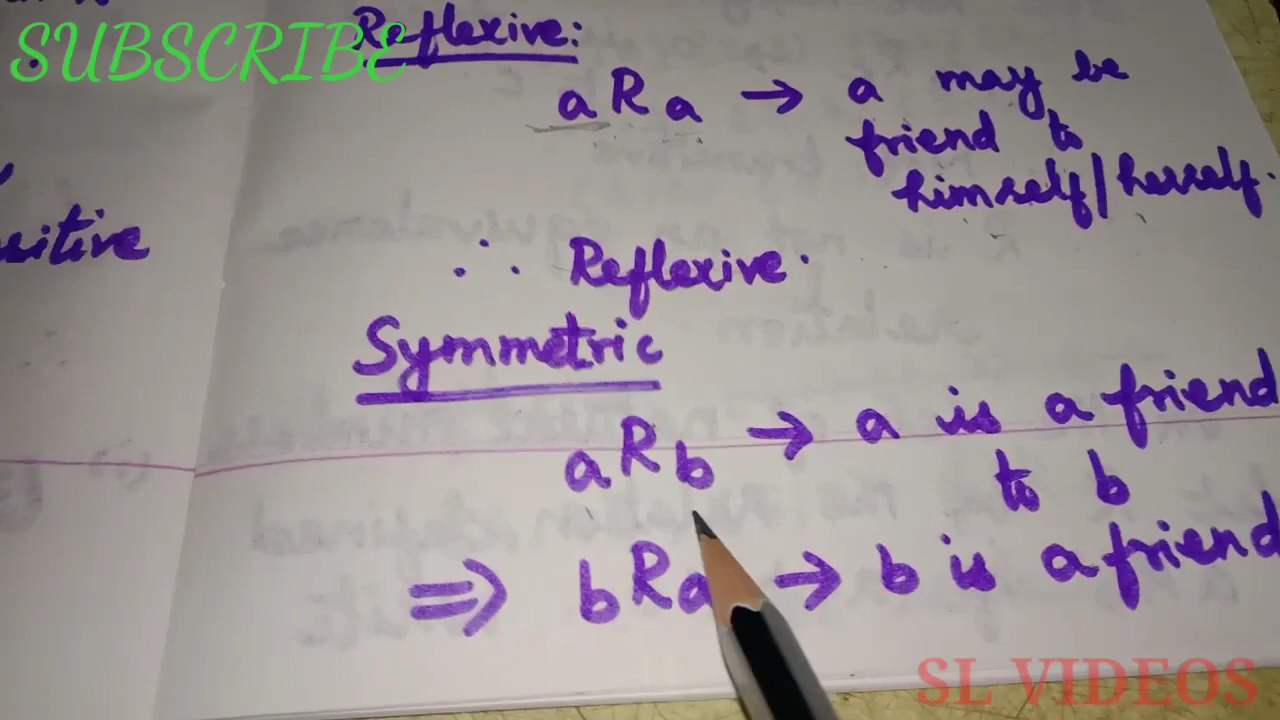 SUBSCRIBE
Reflexive:
aRa → a may be
friend to
himself/herself.
∴ Reflexive.
Symmetric
aRb → a is a friend
to b
⇒ bRa → b is a friend
SL VIDEOS